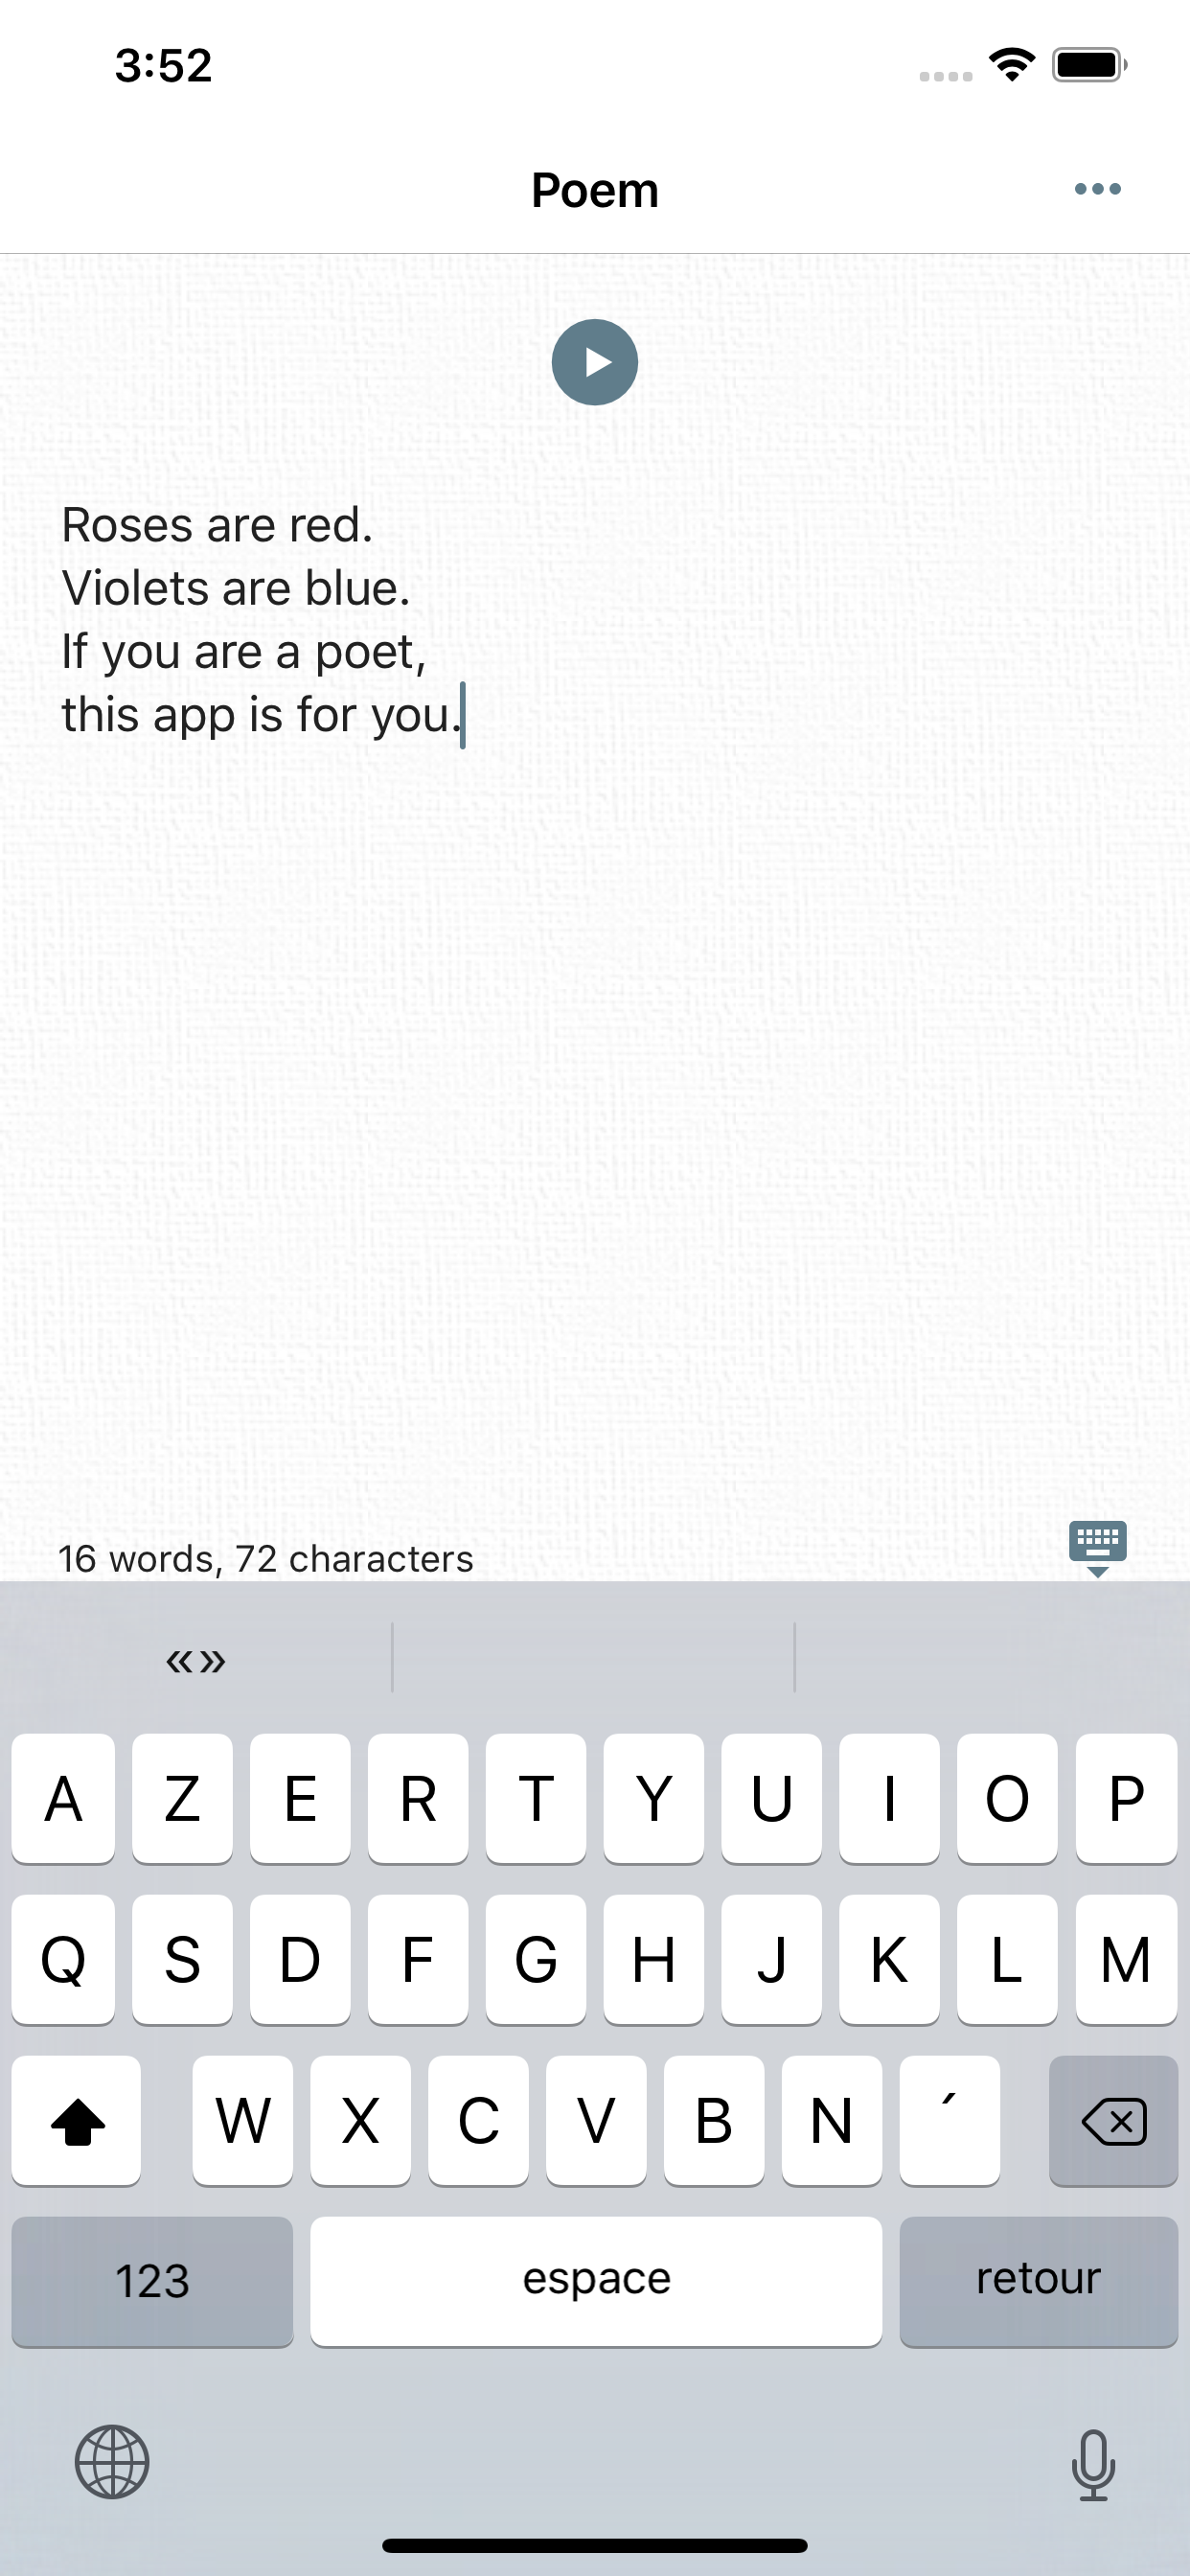 3:52
Poem
Roses are red.
Violets are blue.
If you are a poet,
this app is for you.
16 words, 72 characters
«»
A Z E R T Y U I O P
Q S D F G H J K L M
W X C V B N ´
123 espace retour